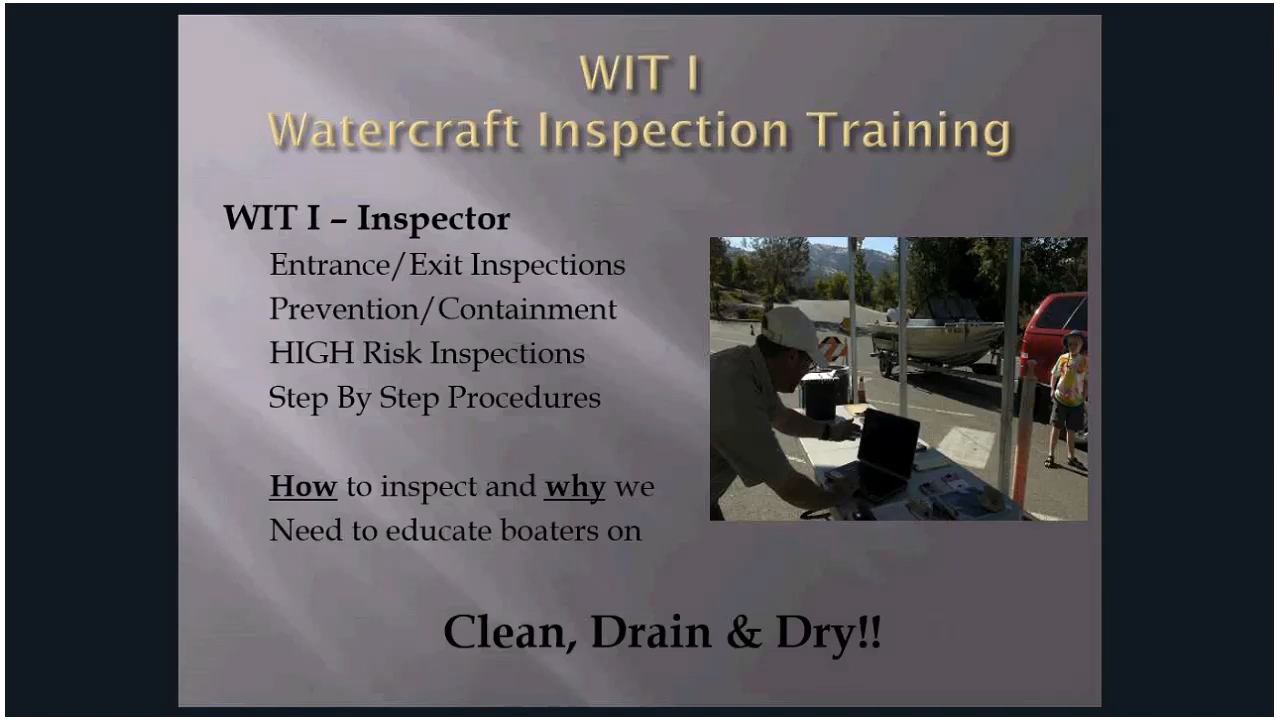 WIT I
Watercraft Inspection Training
WIT I – Inspector
Entrance/Exit Inspections
Prevention/Containment
HIGH Risk Inspections
Step By Step Procedures
How to inspect and why we
Need to educate boaters on
Clean, Drain & Dry!!